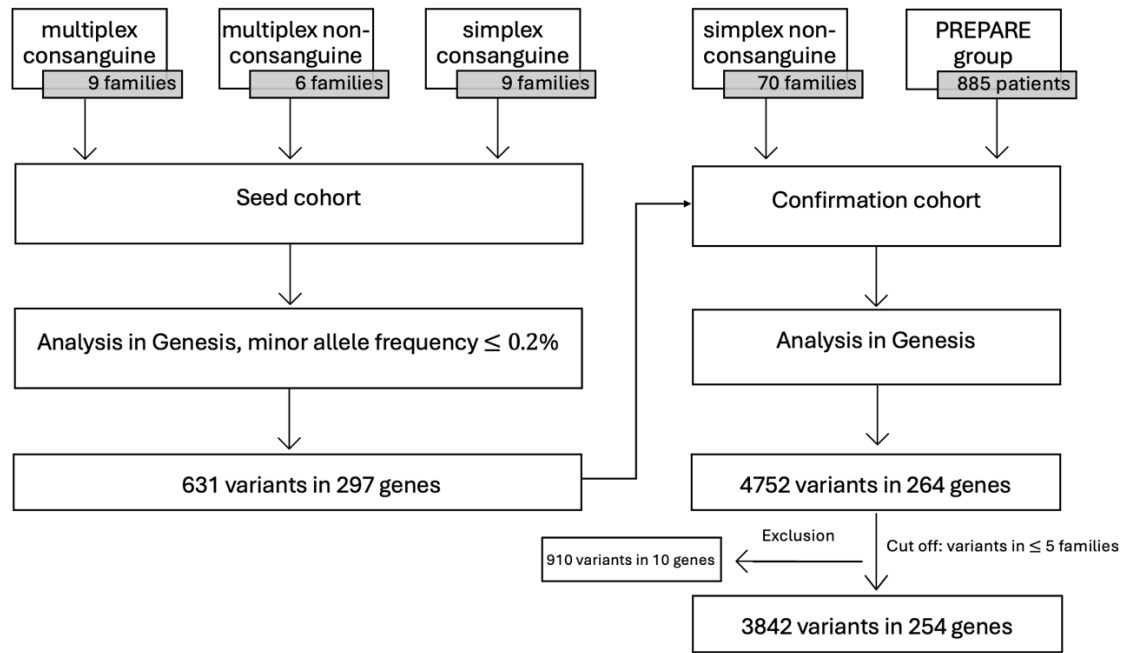 multiplex
consanguine
9 families
multiplex non-
consanguine
6 families
simplex
consanguine
9 families
simplex non-
consanguine
70 families
PREPARE
group
885 patients
Seed cohort
Confirmation cohort
Analysis in Genesis, minor allele frequency ≤ 0.2%
Analysis in Genesis
631 variants in 297 genes
4752 variants in 264 genes
Exclusion
Cut off: variants in ≤ 5 families
910 variants in 10 genes
3842 variants in 254 genes